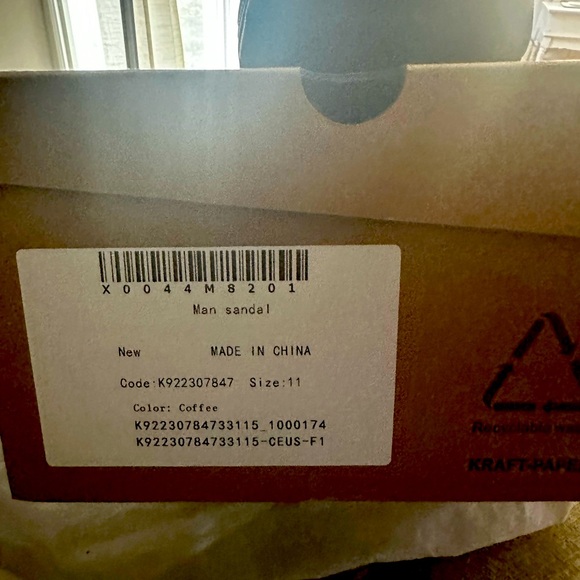 X0044M8201
Man sandal
New MADE IN CHINA
Code:K922307847 Size:11
Color: Coffee
K92230784733115_1000174
K92230784733115-CEUS-F1
Recyclable
KRAFT-PAPE